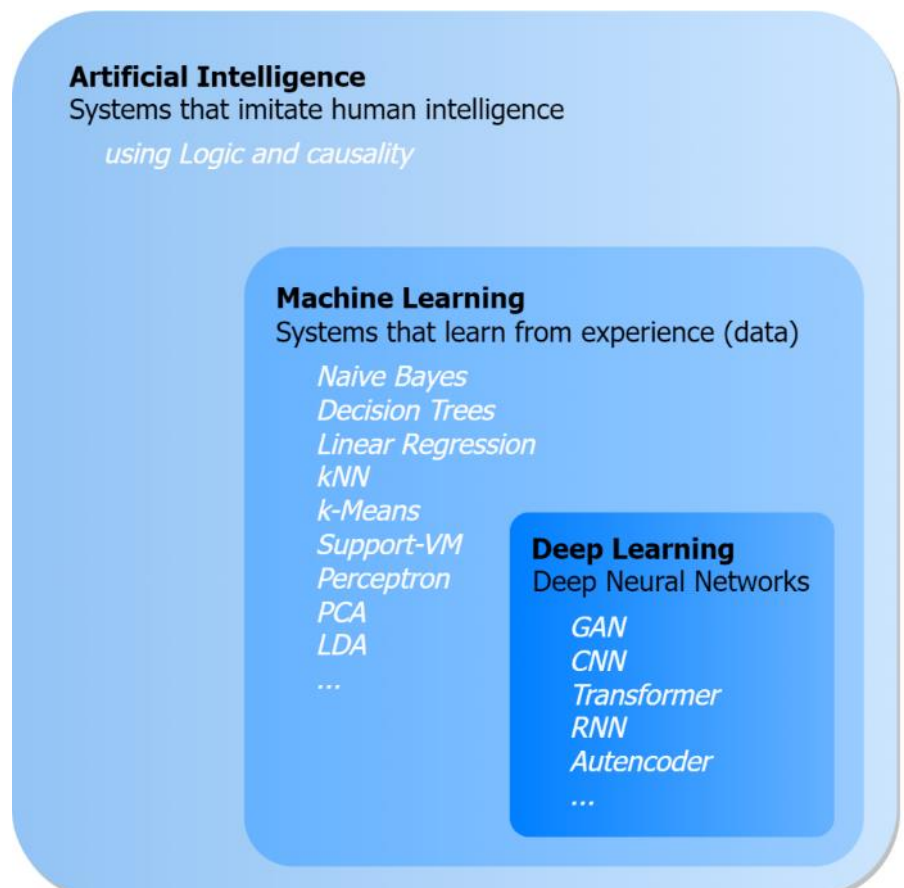 Artificial Intelligence
Systems that imitate human intelligence
using Logic and causality
Machine Learning
Systems that learn from experience (data)
Naive Bayes
Decision Trees
Linear Regression
kNN
k-Means
Support-VM
Perceptron
PCA
LDA
...
Deep Learning
Deep Neural Networks
GAN
CNN
Transformer
RNN
Autencoder
...